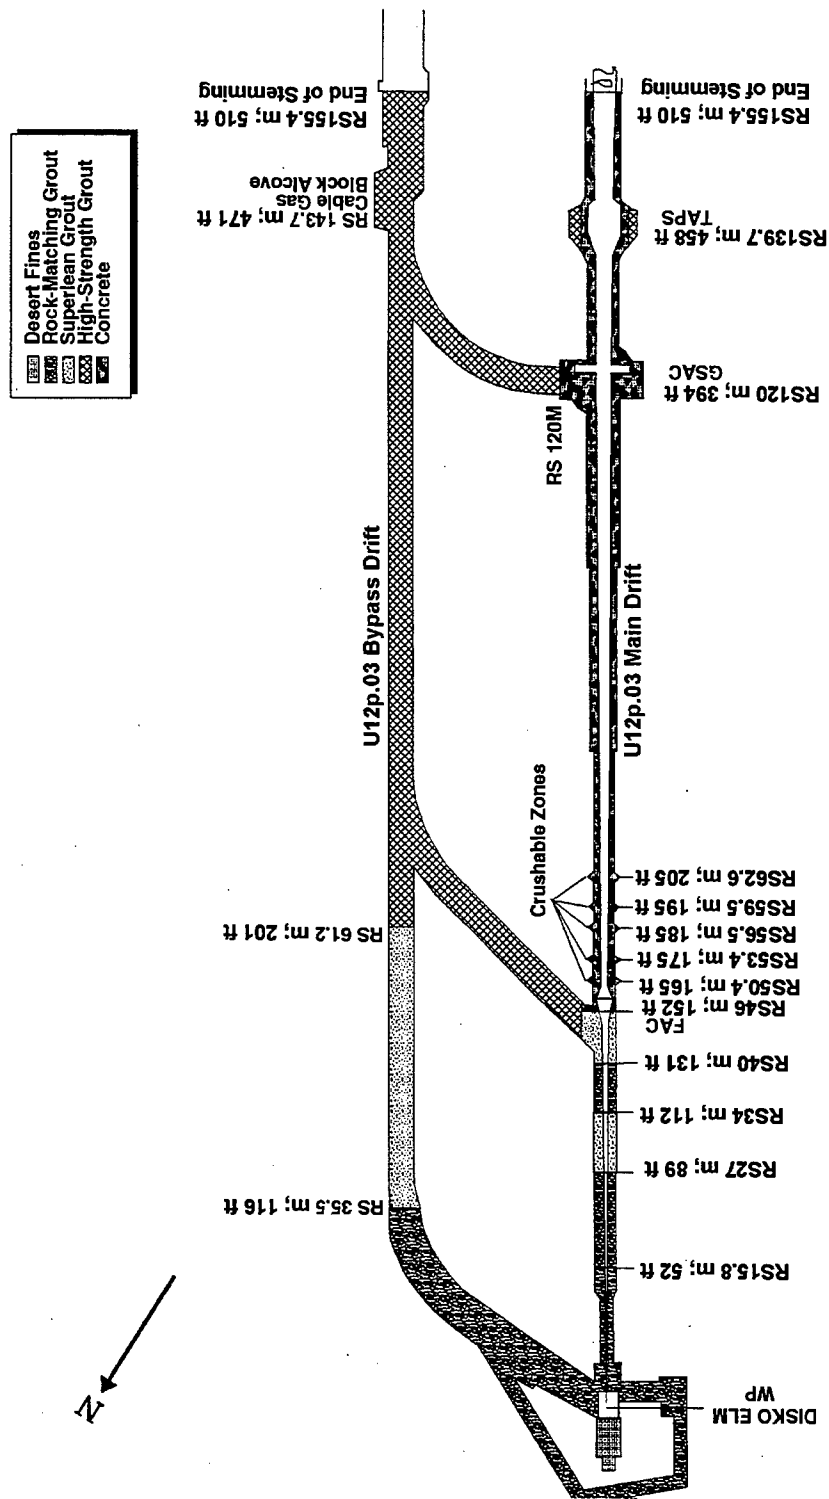 Desert Fines
Rock-Matching Grout
Superlean Grout
High-Strength Grout
Concrete
End of Stemming
RS155.4 m; 510 ft
RS 143.7 m; 471 ft
Cable Gas
Block Alcove
End of Stemming
RS155.4 m; 510 ft
RS139.7 m; 458 ft
TAPS
RS120 m; 394 ft
GSAC
RS 120M
U12p.03 Bypass Drift
U12p.03 Main Drift
Crushable Zones
RS62.6 m; 205 ft
RS59.5 m; 195 ft
RS56.5 m; 185 ft
RS53.4 m; 175 ft
RS50.4 m; 165 ft
RS46 m; 152 ft
FAC
RS40 m; 131 ft
RS34 m; 112 ft
RS27 m; 89 ft
RS15.8 m; 52 ft
RS 61.2 m; 201 ft
RS 35.5 m; 116 ft
DISKO ELM
WP
N